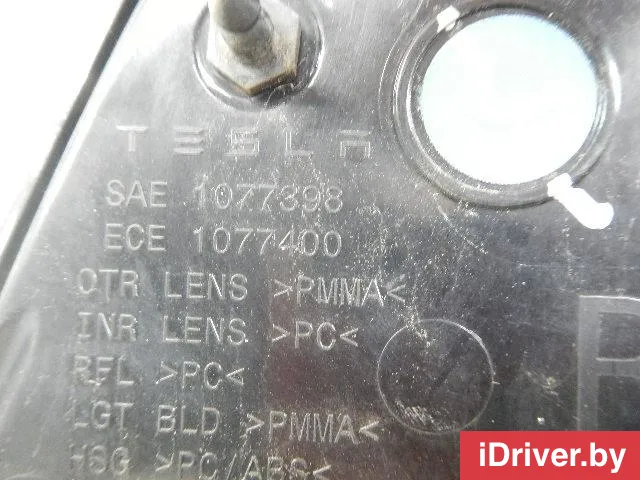 TESLA
SAE 1077398
ECE 1077400
OTR LENS >PMMA<
INR LENS >PC<
RFL >PC<
LGT BLD >PMMA<
HSG >PC/ABS<
iDriver.by